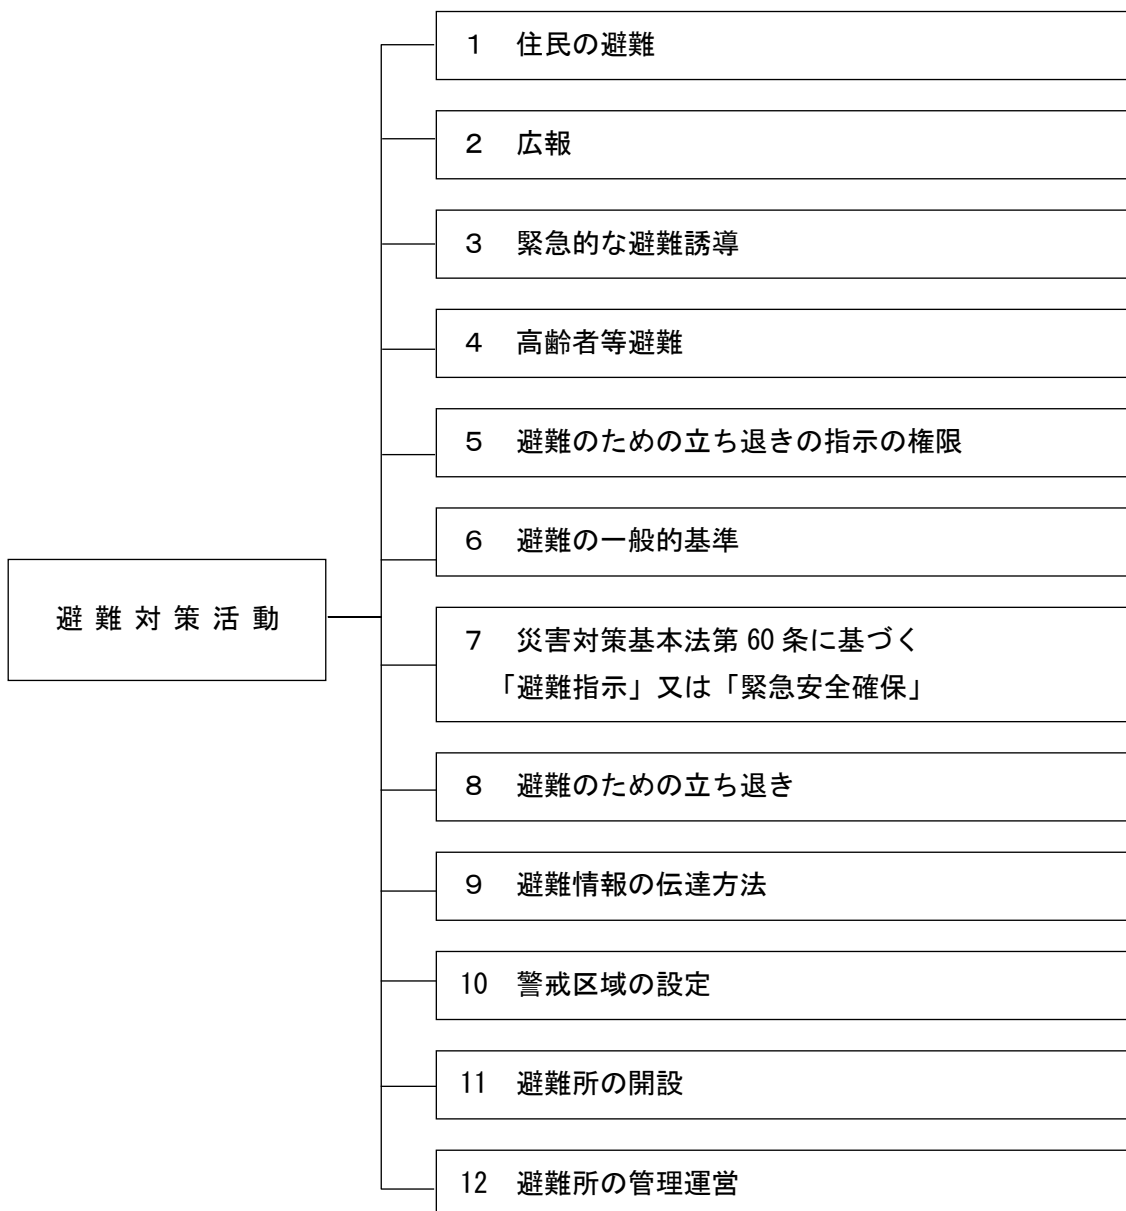 1 住民の避難
2 広報
3 緊急的な避難誘導
4 高齢者等避難
5 避難のための立ち退きの指示の権限
6 避難の一般的基準
避難対策活動
7 災害対策基本法第 60 条に基づく
「避難指示」又は「緊急安全確保」
8 避難のための立ち退き
9 避難情報の伝達方法
10 警戒区域の設定
11 避難所の開設
12 避難所の管理運営